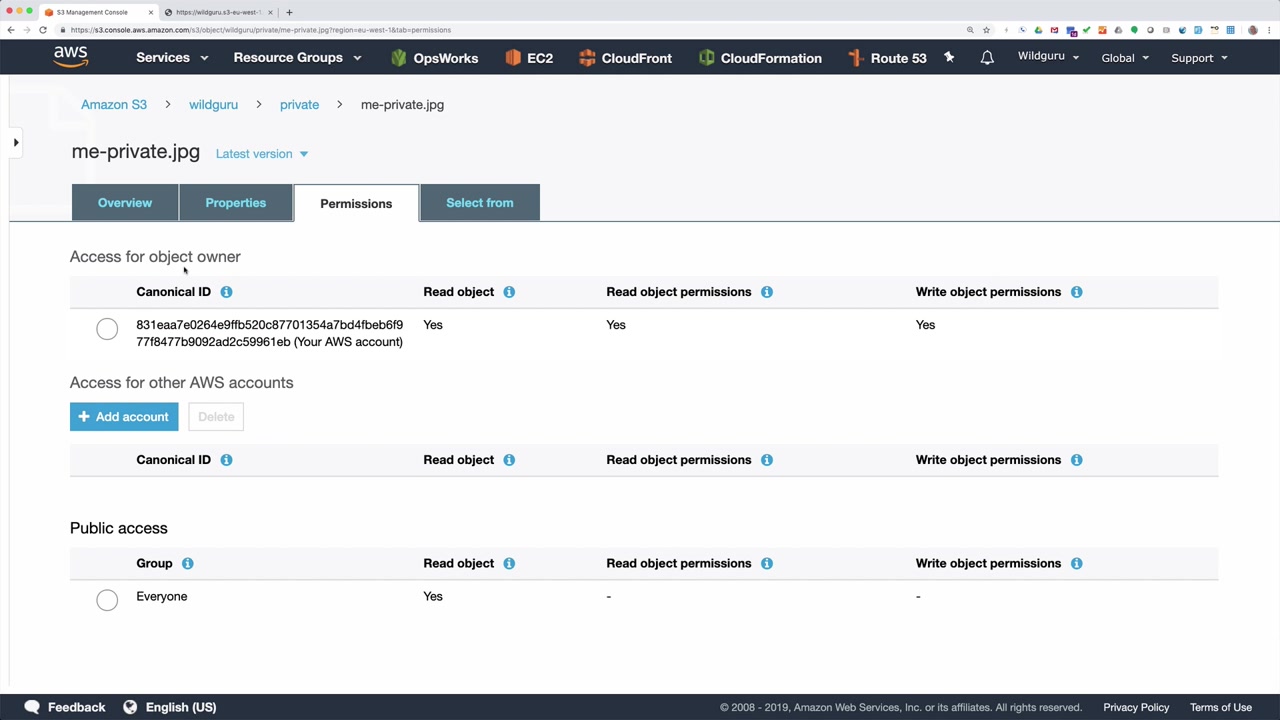 S3 Management Console
https://wildguru.s3-eu-west-1.
https://s3.console.aws.amazon.com/s3/object/wildguru/private/me-private.jpg?region=eu-west-1&tab=permissions
aws
Services
Resource Groups
OpsWorks
EC2
CloudFront
CloudFormation
Route 53
Wildguru
Global
Support
Amazon S3 > wildguru > private > me-private.jpg
me-private.jpg
Latest version
Overview
Properties
Permissions
Select from
Access for object owner
Canonical ID
Read object
Read object permissions
Write object permissions
831eaa7e0264e9ffb520c87701354a7bd4fbeb6f9
77f8477b9092ad2c59961eb (Your AWS account)
Yes
Yes
Yes
Access for other AWS accounts
+ Add account
Delete
Canonical ID
Read object
Read object permissions
Write object permissions
Public access
Group
Read object
Read object permissions
Write object permissions
Everyone
Yes
-
-
Feedback
English (US)
© 2008 - 2019, Amazon Web Services, Inc. or its affiliates. All rights reserved.
Privacy Policy
Terms of Use